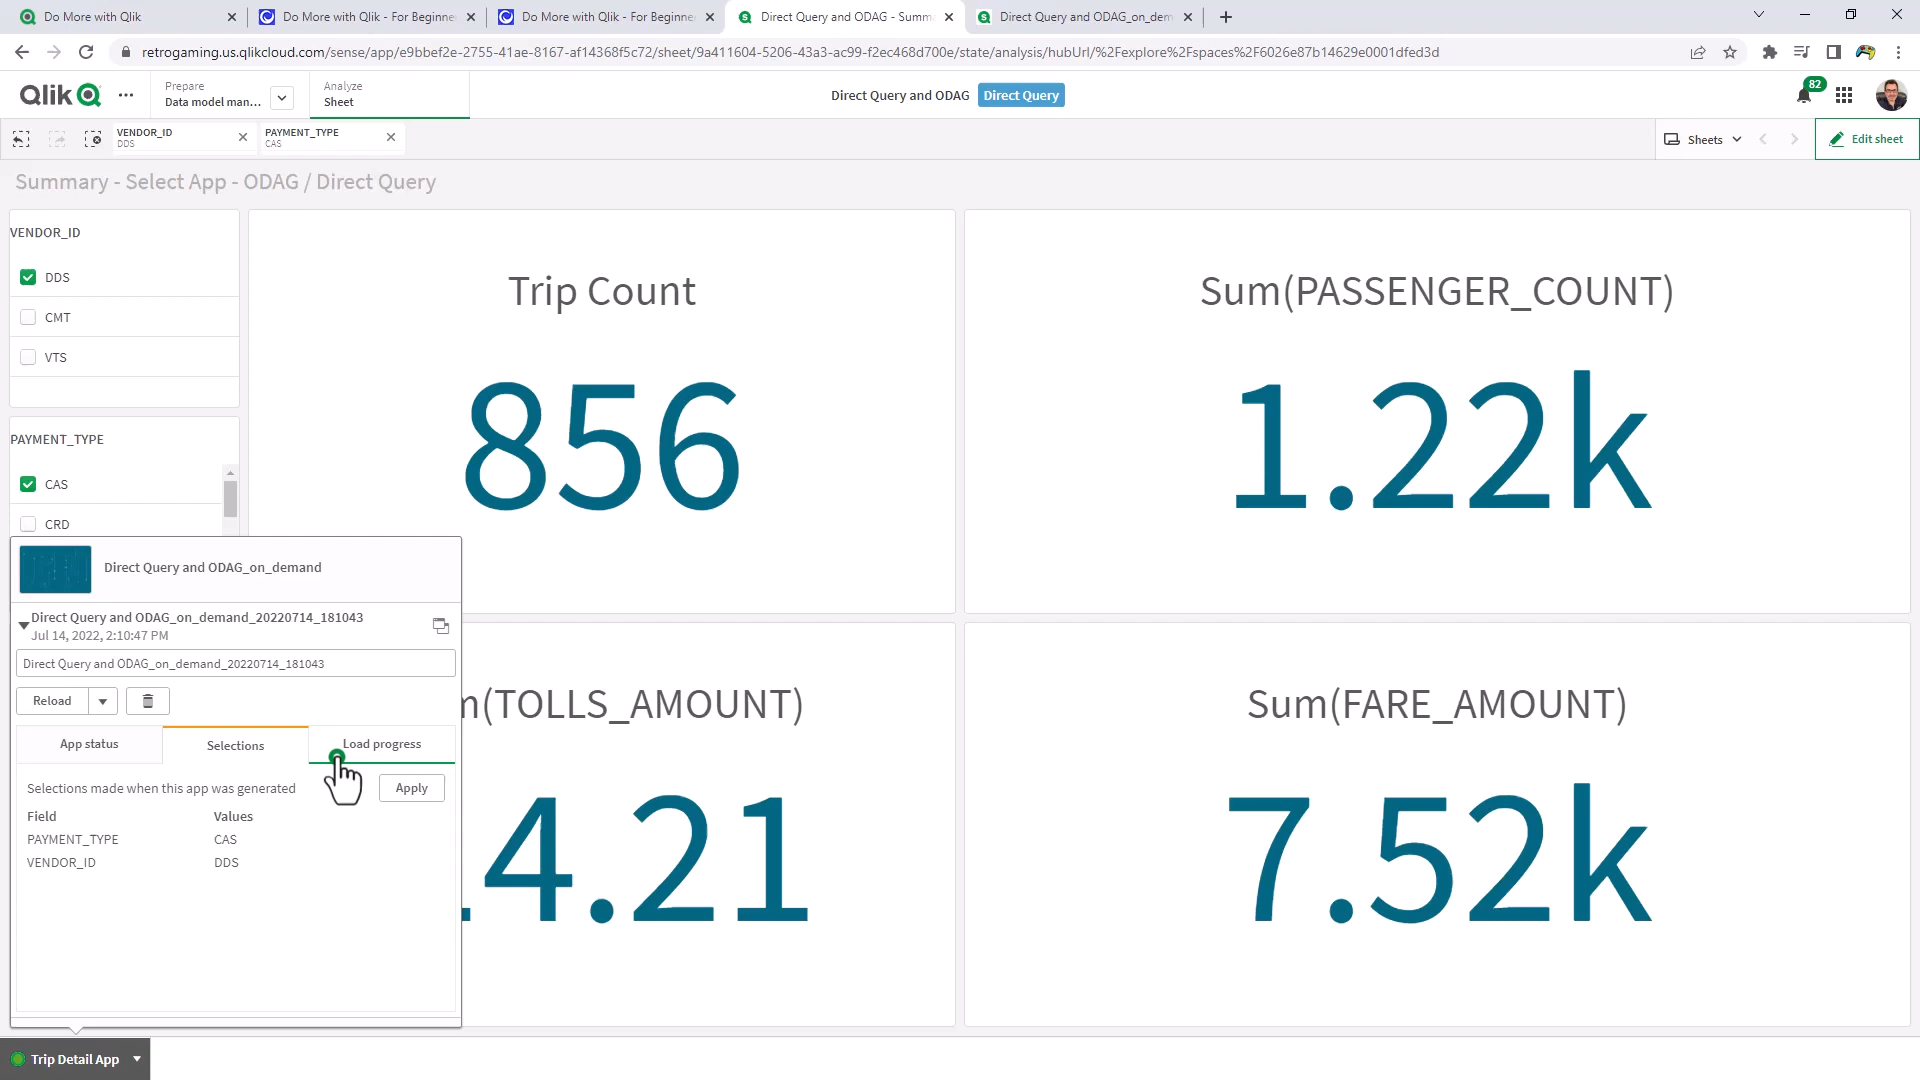 Do More with Qlik
Do More with Qlik - For Beginne
Do More with Qlik - For Beginne
Direct Query and ODAG - Summ
Direct Query and ODAG_on_dem
retrogaming.us.qlikcloud.com/sense/app/e9bbef2e-2755-41ae-8167-af14368f5c72/sheet/9a411604-5206-43a3-ac99-f2ec468d700e/state/analysis/hubUrl/%2Fexplore%2Fspaces%2F6026e87b14629e0001dfed3d
Qlik
Prepare
Data model man...
Analyze
Sheet
Direct Query and ODAG
Direct Query
82
VENDOR_ID
DDS
PAYMENT_TYPE
CAS
Sheets
Edit sheet
Summary - Select App - ODAG / Direct Query
VENDOR_ID
DDS
CMT
VTS
PAYMENT_TYPE
CAS
CRD
Trip Count
856
Sum(PASSENGER_COUNT)
1.22k
Direct Query and ODAG_on_demand
Direct Query and ODAG_on_demand_20220714_181043
Jul 14, 2022, 2:10:47 PM
Direct Query and ODAG_on_demand_20220714_181043
Reload
App status
Selections
Load progress
Selections made when this app was generated
Apply
Field Values
PAYMENT_TYPE CAS
VENDOR_ID DDS
m(TOLLS_AMOUNT)
4.21
Sum(FARE_AMOUNT)
7.52k
Trip Detail App